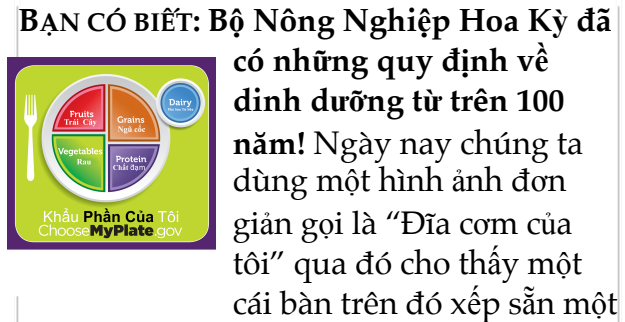 BẠN CÓ BIẾT: Bộ Nông Nghiệp Hoa Kỳ đã
có những quy định về
dinh dưỡng từ trên 100
năm! Ngày nay chúng ta
dùng một hình ảnh đơn
giản gọi là “Đĩa cơm của
tôi” qua đó cho thấy một
cái bàn trên đó xếp sẵn một
Dairy
Fruits
Trái Cây
Grains
Ngũ cốc
Vegetables
Rau
Protein
Chất đạm
Khẩu Phần Của Tôi
ChooseMyPlate.gov